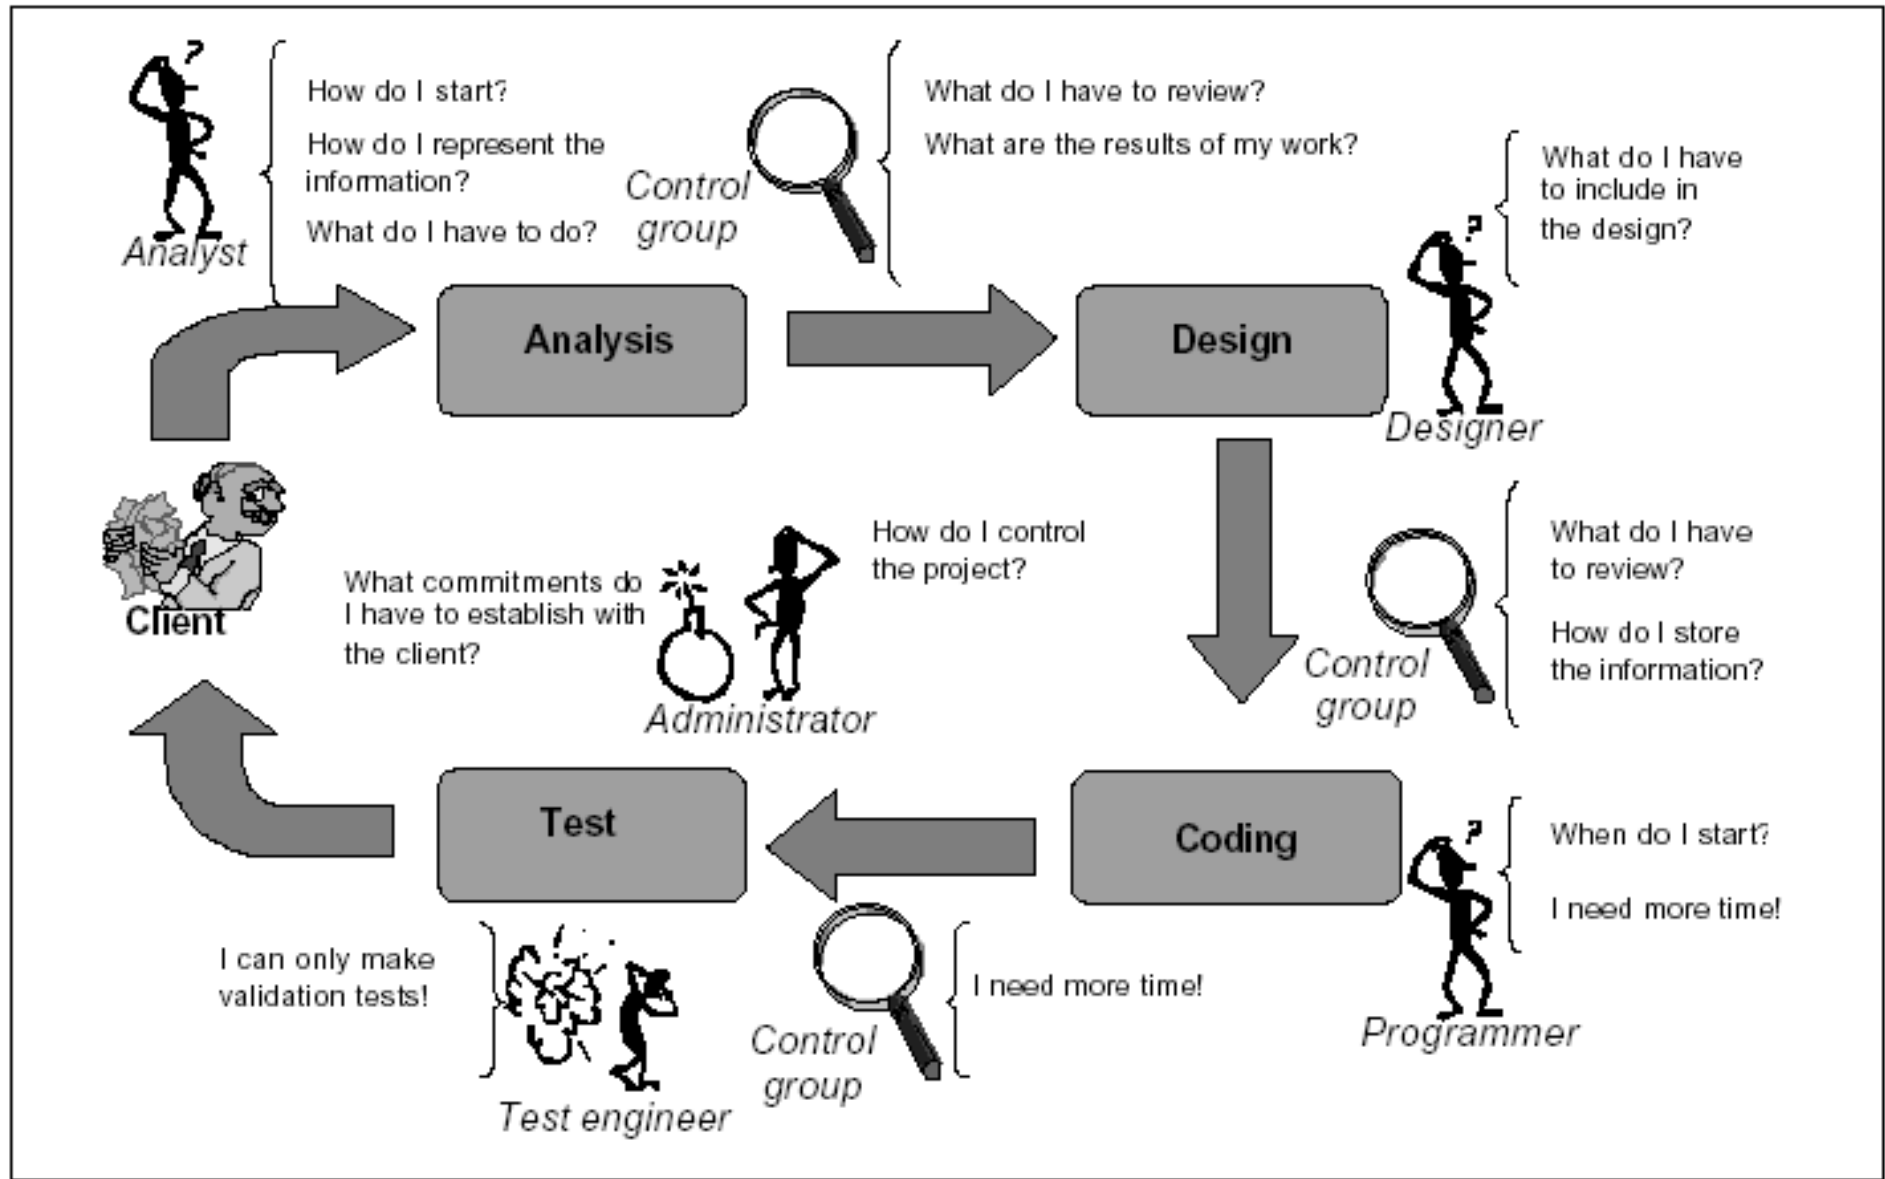 How do I start?
How do I represent the
information?
What do I have to do?
Analyst
Control
group
What do I have to review?
What are the results of my work?
What do I have
to include in
the design?
Designer
Analysis
Design
Client
What commitments do
I have to establish with
the client?
How do I control
the project?
Administrator
Control
group
What do I have
to review?
How do I store
the information?
Test
Coding
When do I start?
I need more time!
Programmer
I can only make
validation tests!
Test engineer
Control
group
I need more time!
?
?
?